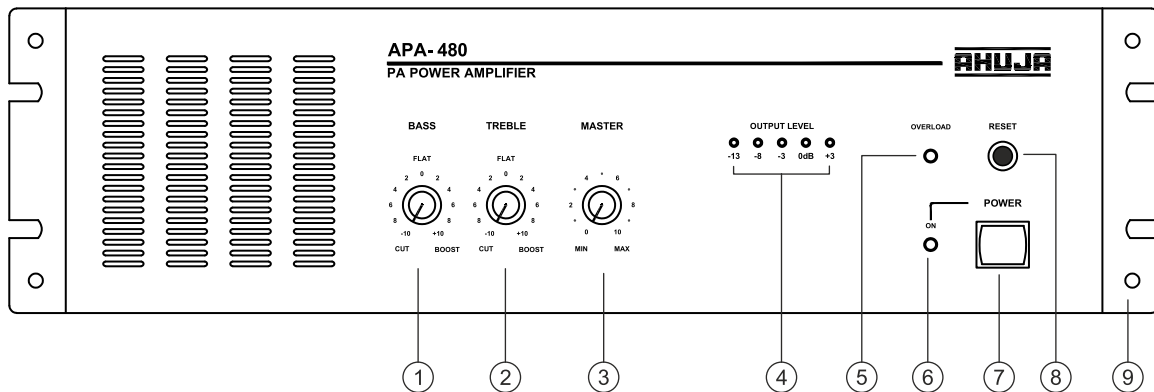 APA- 480
AHUJA
PA POWER AMPLIFIER
BASS TREBLE MASTER
OUTPUT LEVEL
OVERLOAD RESET
-13 -8 -3 0dB +3
FLAT FLAT
0 0
2 2 2 2 4 6
4 4 4 4
6 6 6 6 2 8
8 8 8 8
-10 +10 -10 +10 0 10
CUT BOOST CUT BOOST MIN MAX
POWER
ON
1 2 3 4 5 6 7 8 9